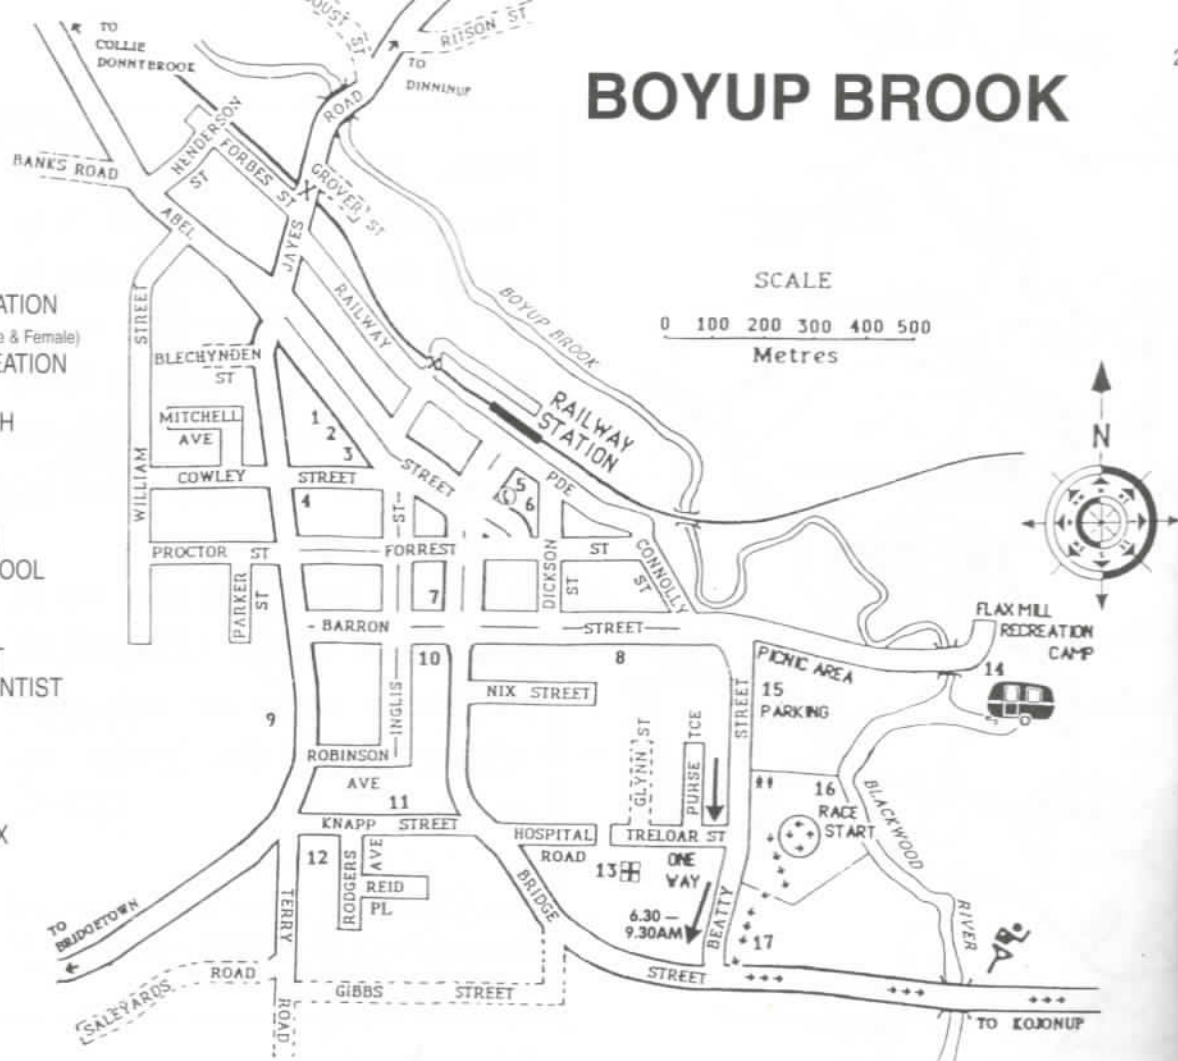 BOYUP BROOK
TO
COLLIE
DONNYBROOK
RITSON ST
TO
DINNINUP
ROAD
HENDERSON
ST
FORBES ST
GROVER ST
BANKS ROAD
ABEL
JAYES
RAILWAY
STREET
WILLIAM
BLECHYNDEN
ST
MITCHELL
AVE
COWLEY STREET
STREET
BOYUP BROOK
SCALE
0 100 200 300 400 500
Metres
N
RAILWAY
STATION
PDE
1
2
3
4
5
6
ATION
e & Female)
EATION
H
OOL
NTIST
X
PROCTOR ST
PARKER
ST
ST
FORREST
ST
DICKSON
ST
CONNOLLY
ST
7
BARRON STREET
FLAX MILL
RECREATION
CAMP
14
PICNIC AREA
15
PARKING
8
9
10
INGLIS
NIX STREET
GLYNN ST
PURSE TCE
STREET
ROBINSON
AVE
11
KNAPP STREET
12
RODGERS
AVE
REID
PL
HOSPITAL
ROAD
TRELOAR ST
13
ONE
WAY
6.30 —
9.30AM
BEATTY
16
RACE
START
BLACKWOOD
RIVER
17
BRIDGE
STREET
TERRY
ROAD
TO
BRIDGETOWN
SALEYARDS
ROAD
GIBBS STREET
TO KOJONUP
2